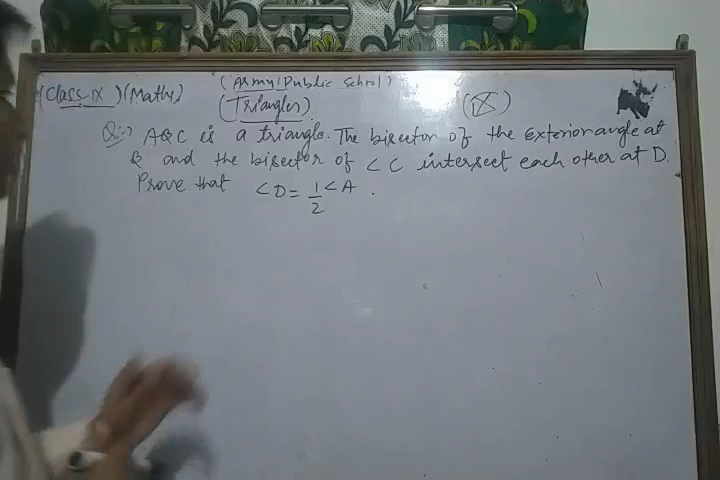 (Army Public School)
(Class-IX) (Maths)
(Triangles)
(IX)
Q:-> ABC is a triangle. The bisector of the Exterior angle at
B and the bisector of <C intersect each other at D.
Prove that <D = 1/2 <A .